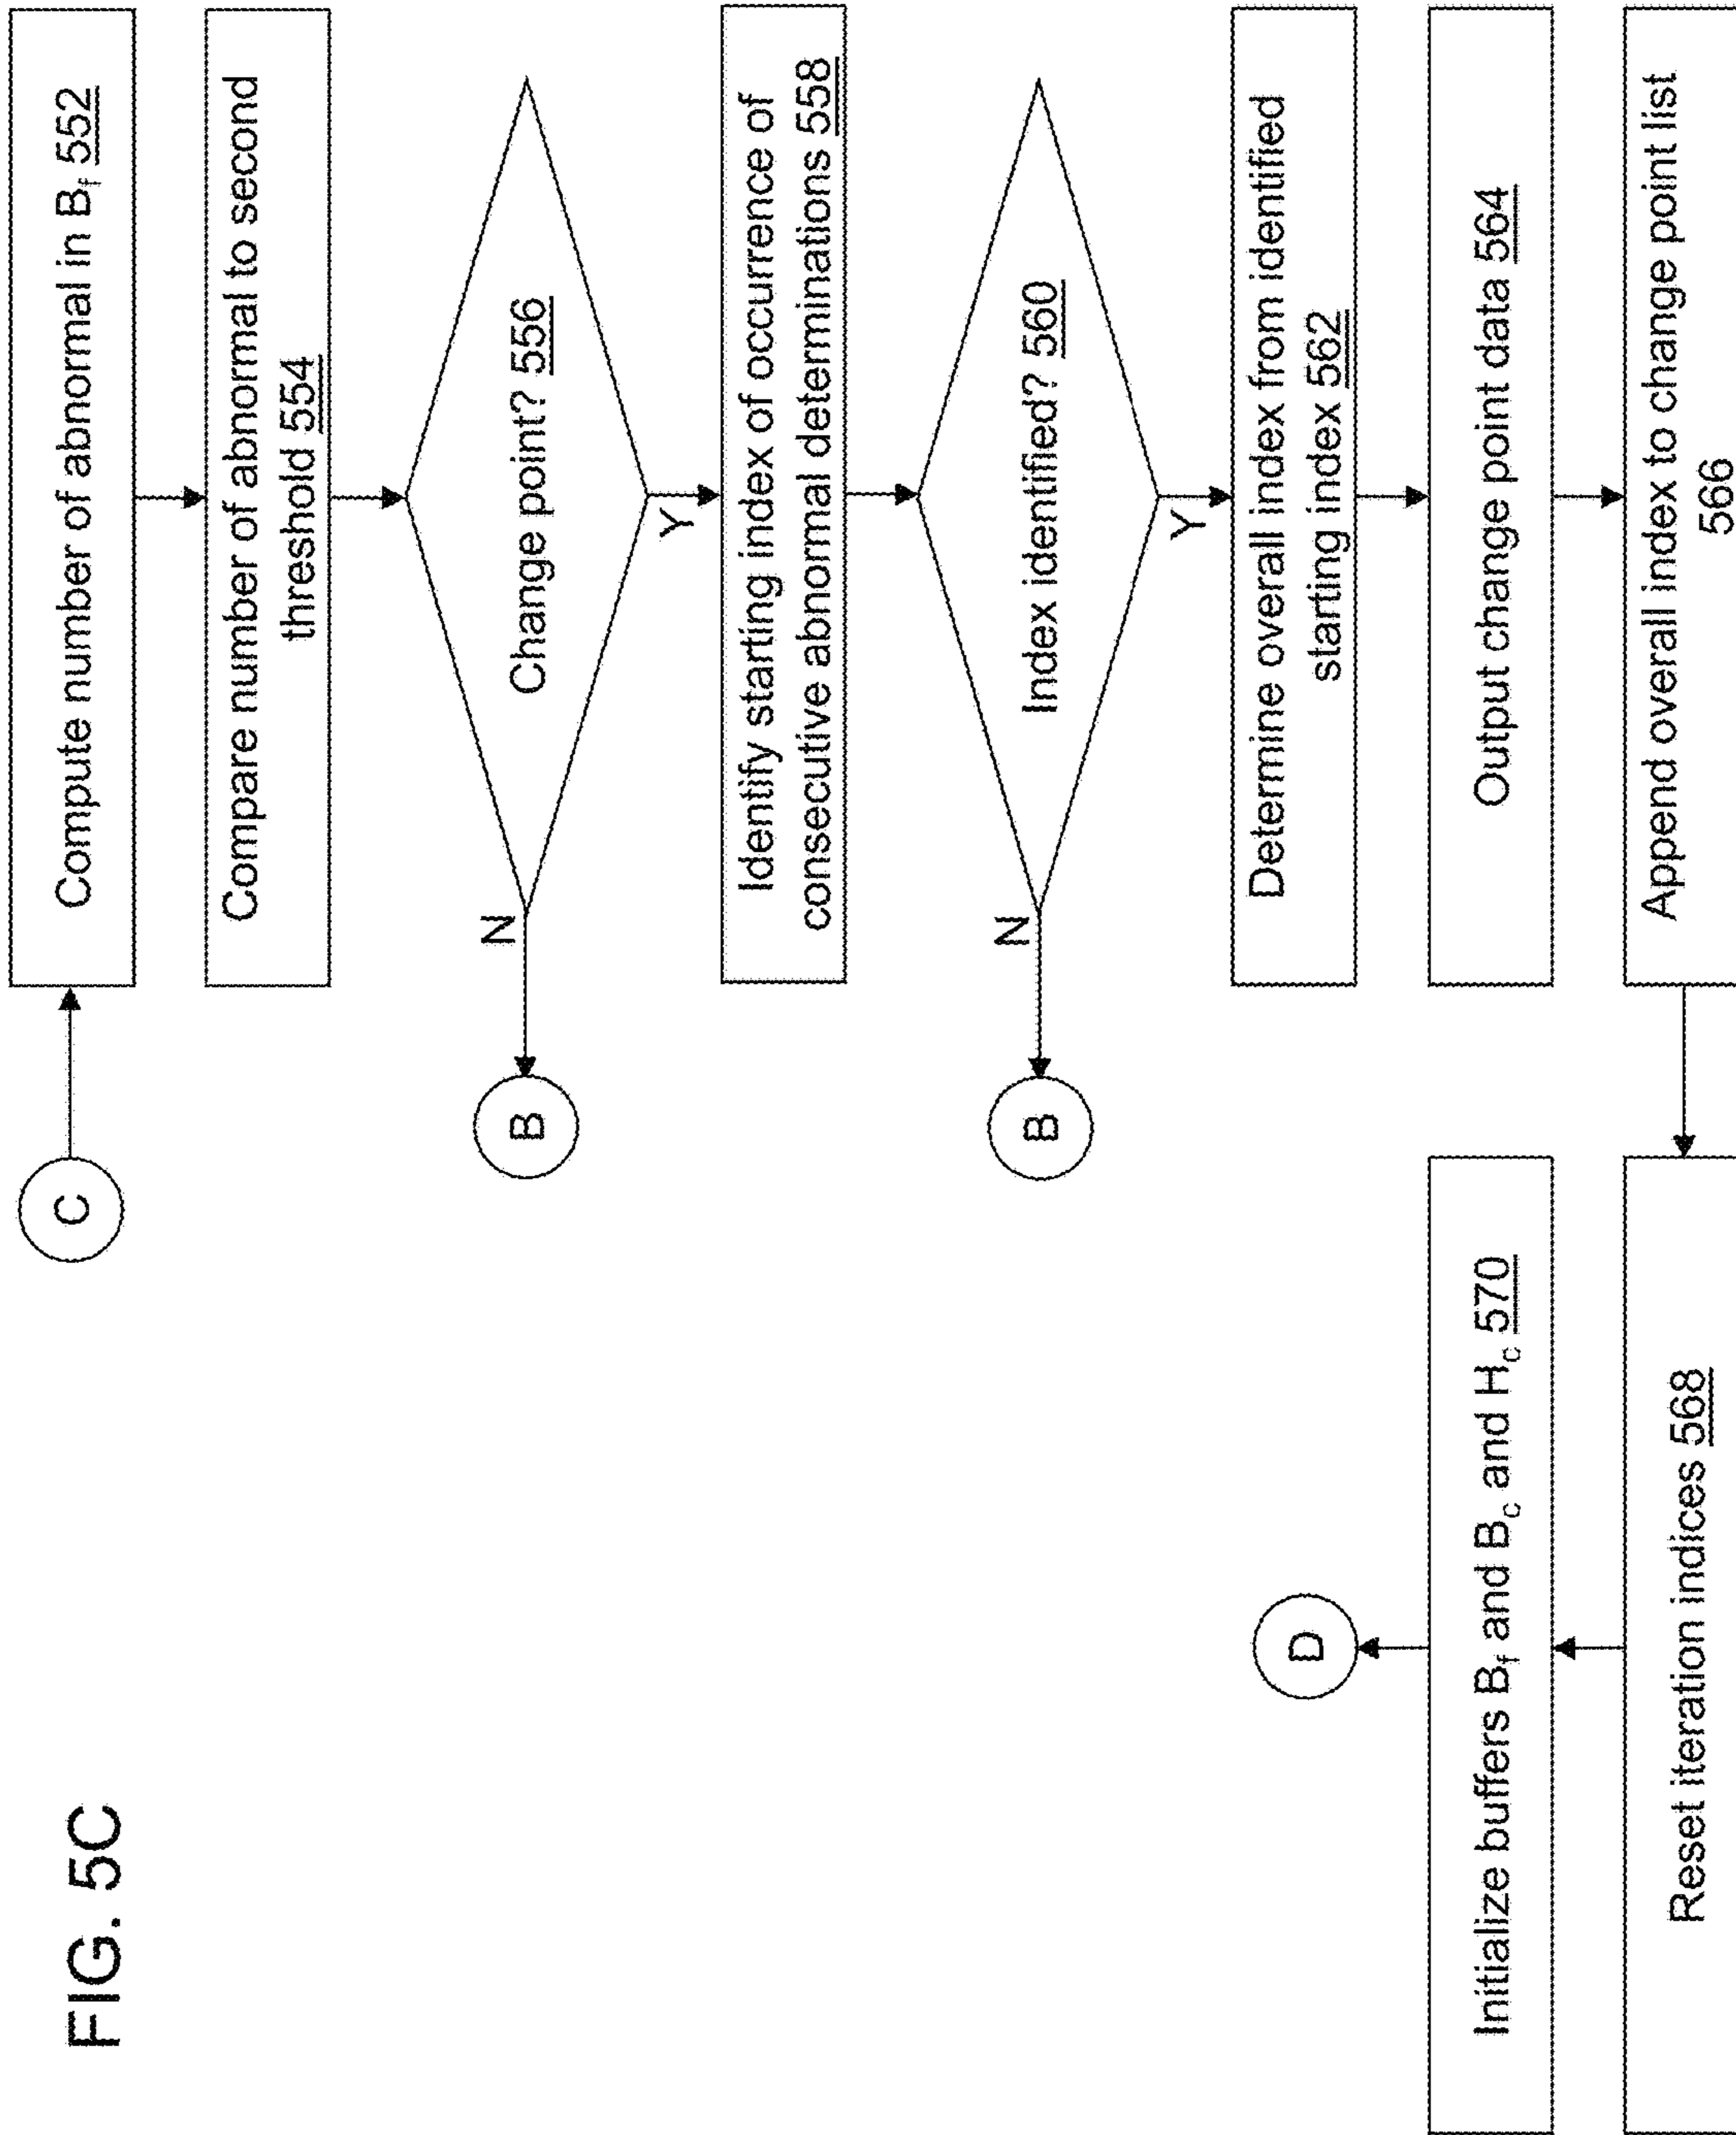 FIG. 5C
C
Compute number of abnormal in Bf 552
Compare number of abnormal to second
threshold 554
Change point? 556
N
B
Y
Identify starting index of occurrence of
consecutive abnormal determinations 558
Index identified? 560
N
B
Y
Determine overall index from identified
starting index 562
Output change point data 564
Append overall index to change point list
566
Reset iteration indices 568
Initialize buffers Bf and Bc and Hc 570
D